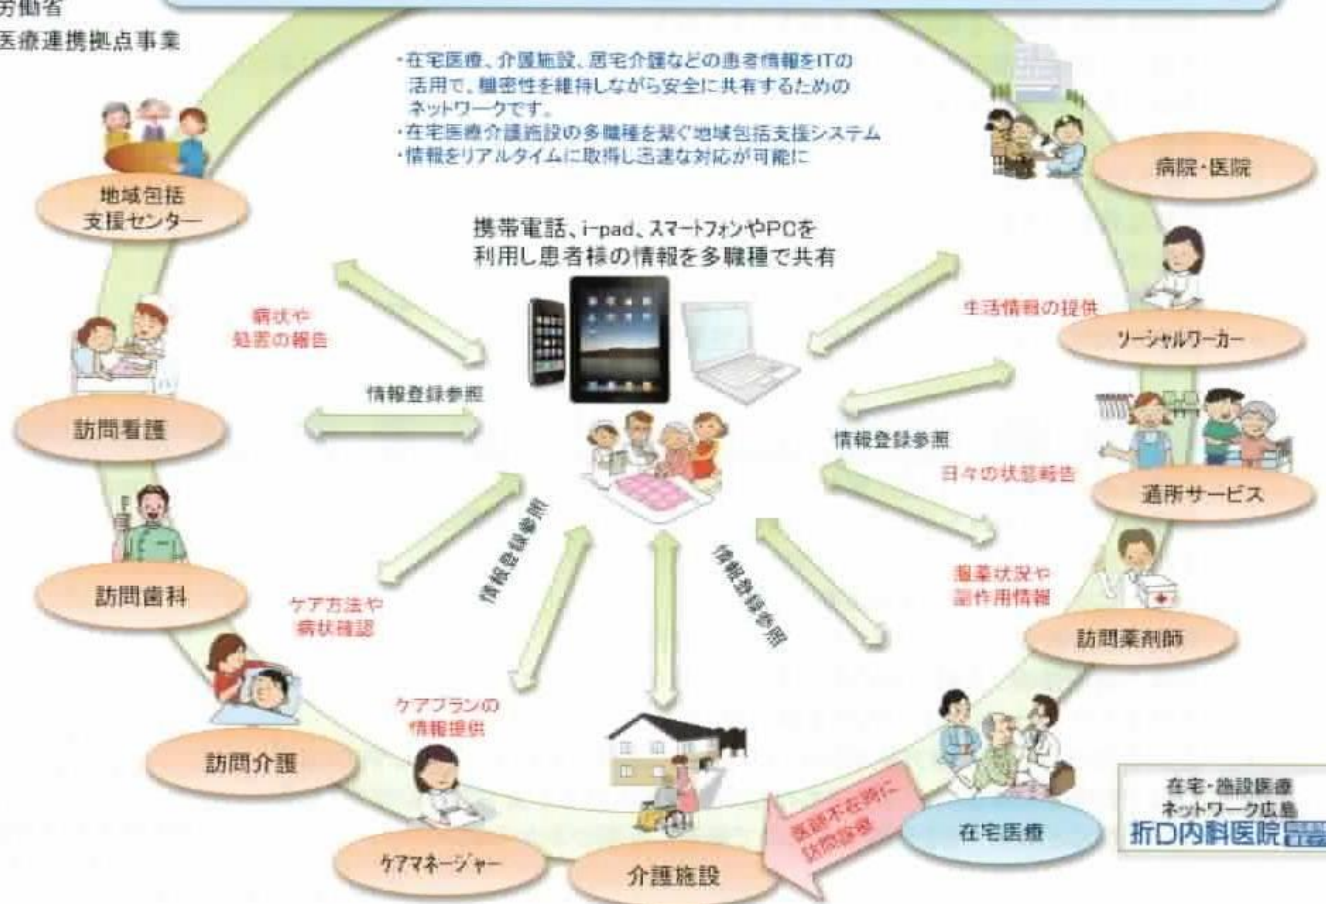 労働省
医療連携拠点事業
・在宅医療、介護施設、居宅介護などの患者情報をITの
活用で、機密性を維持しながら安全に共有するための
ネットワークです。
・在宅医療介護施設の多職種を繋ぐ地域包括支援システム
・情報をリアルタイムに取得し迅速な対応が可能に
地域包括
支援センター
病院・医院
携帯電話、i-pad、スマートフォンやPCを
利用し患者様の情報を多職種で共有
病状や
処置の報告
生活情報の提供
ソーシャルワーカー
情報登録参照
訪問看護
情報登録参照
日々の状態報告
通所サービス
情報登録参照
情報登録参照
訪問歯科
ケア方法や
病状確認
服薬状況や
副作用情報
訪問薬剤師
ケアプランの
情報提供
訪問介護
医師不在時に
訪問診療
在宅医療
在宅・施設医療
ネットワーク広島
折口内科医院
ケアマネージャー
介護施設